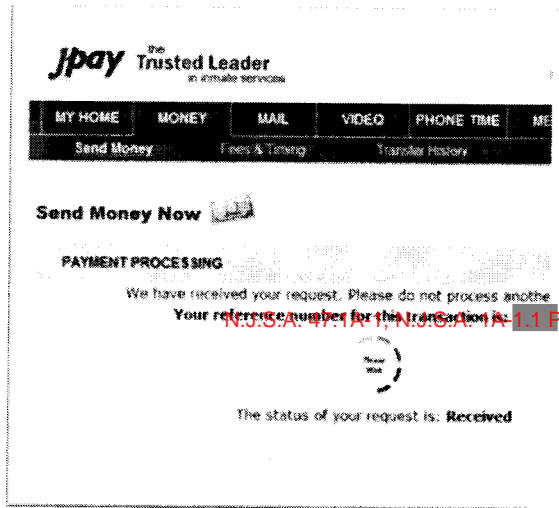 jpay the
Trusted Leader
in inmate services
MY HOME MONEY MAIL VIDEO PHONE TIME ME
Send Money Fees & Timing Transfer History
Send Money Now
PAYMENT PROCESSING
We have received your request. Please do not process anothe
Your reference number for this transaction is:
N.J.S.A. 47:1A-1, N.J.S.A. 1A-1.1 P
Please
Wait
The status of your request is: Received